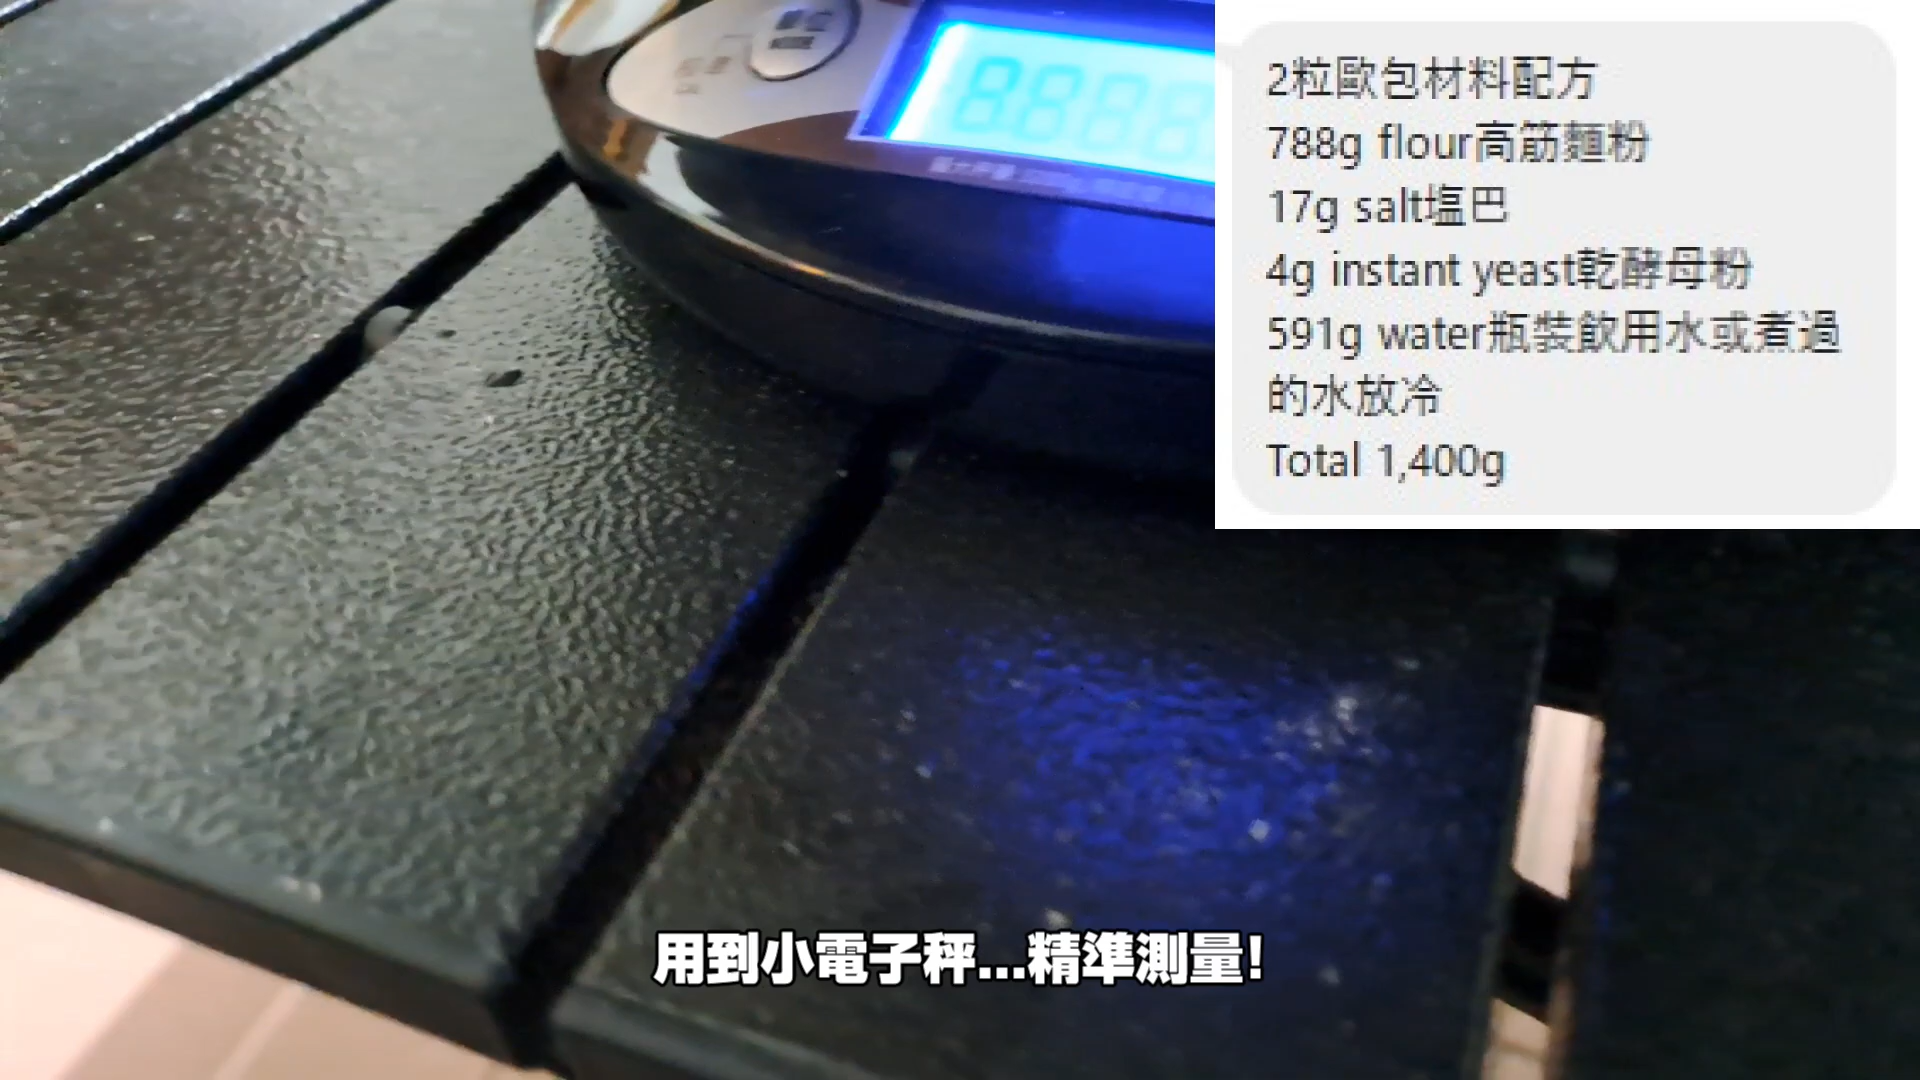 2粒歐包材料配方
788g flour高筋麵粉
17g salt塩巴
4g instant yeast乾酵母粉
591g water瓶裝飲用水或煮過
的水放冷
Total 1,400g
8888
用到小電子秤...精準測量!